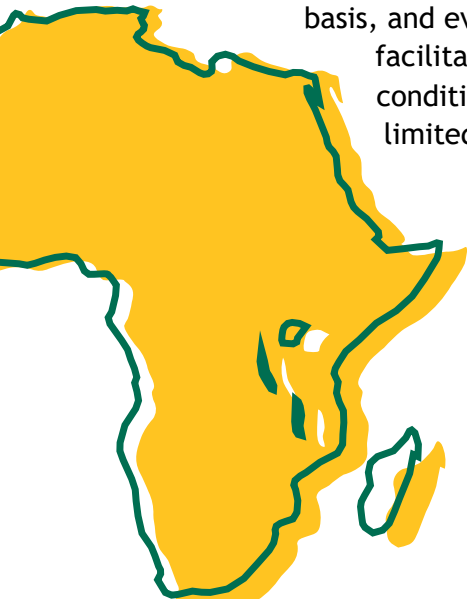 basis, and ev
facilita
conditi
limited